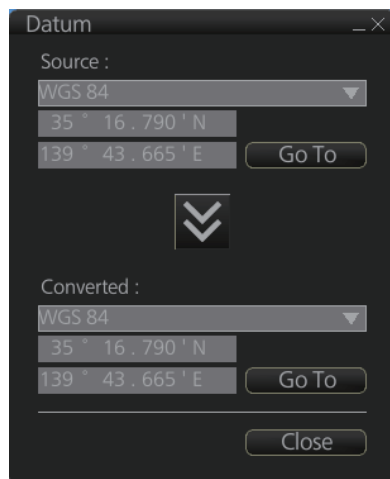 Datum
Source :
WGS 84
35 ° 16 . 790 ' N
139 ° 43 . 665 ' E Go To
Converted :
WGS 84
35 ° 16 . 790 ' N
139 ° 43 . 665 ' E Go To
Close